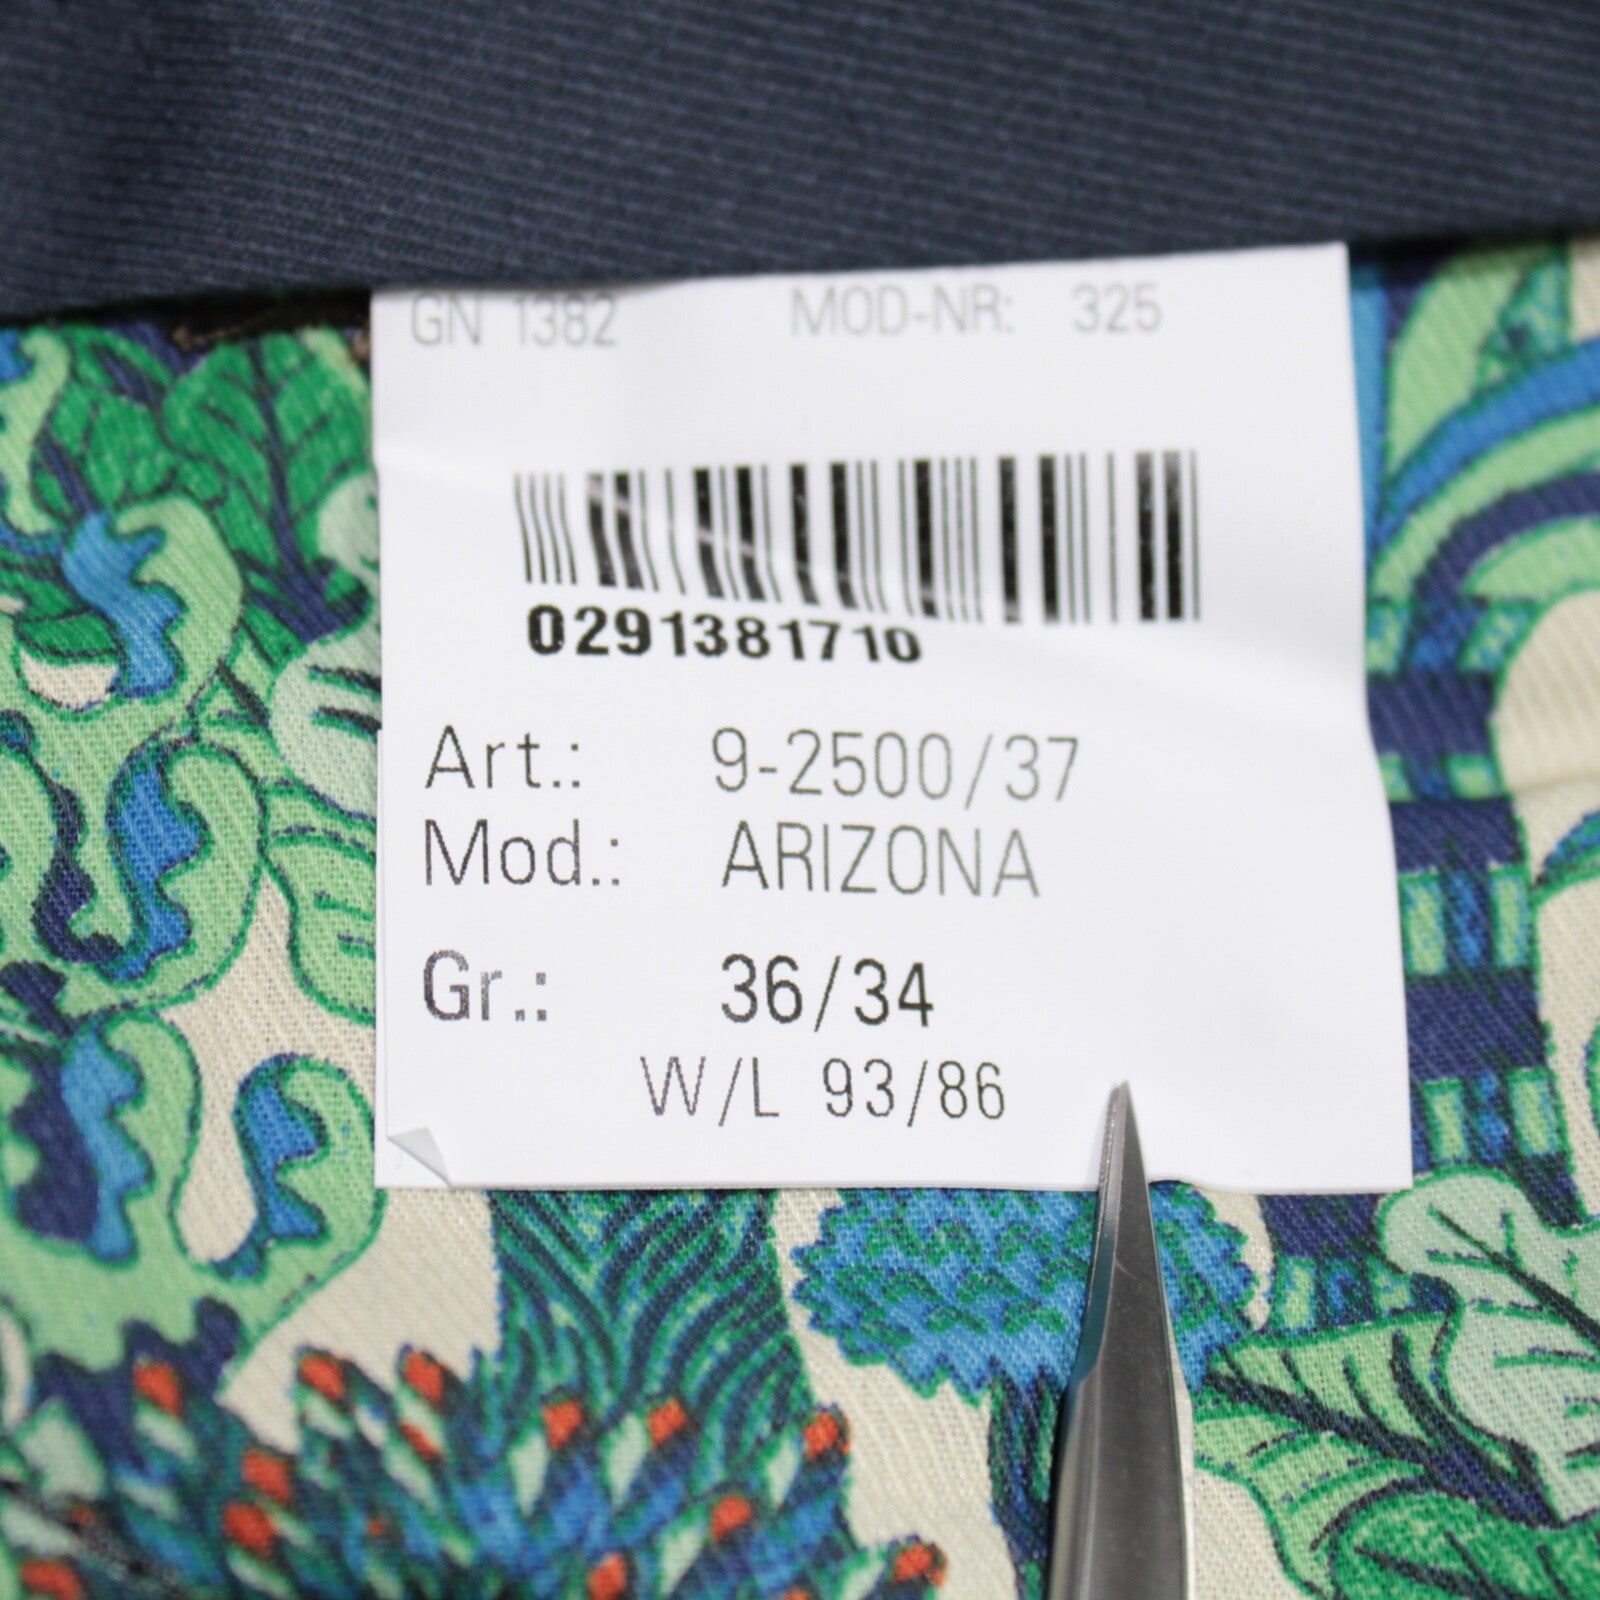 GN 1382 MOD-NR: 325
0291381710
Art.: 9-2500/37
Mod.: ARIZONA
Gr.: 36/34
W/L 93/86